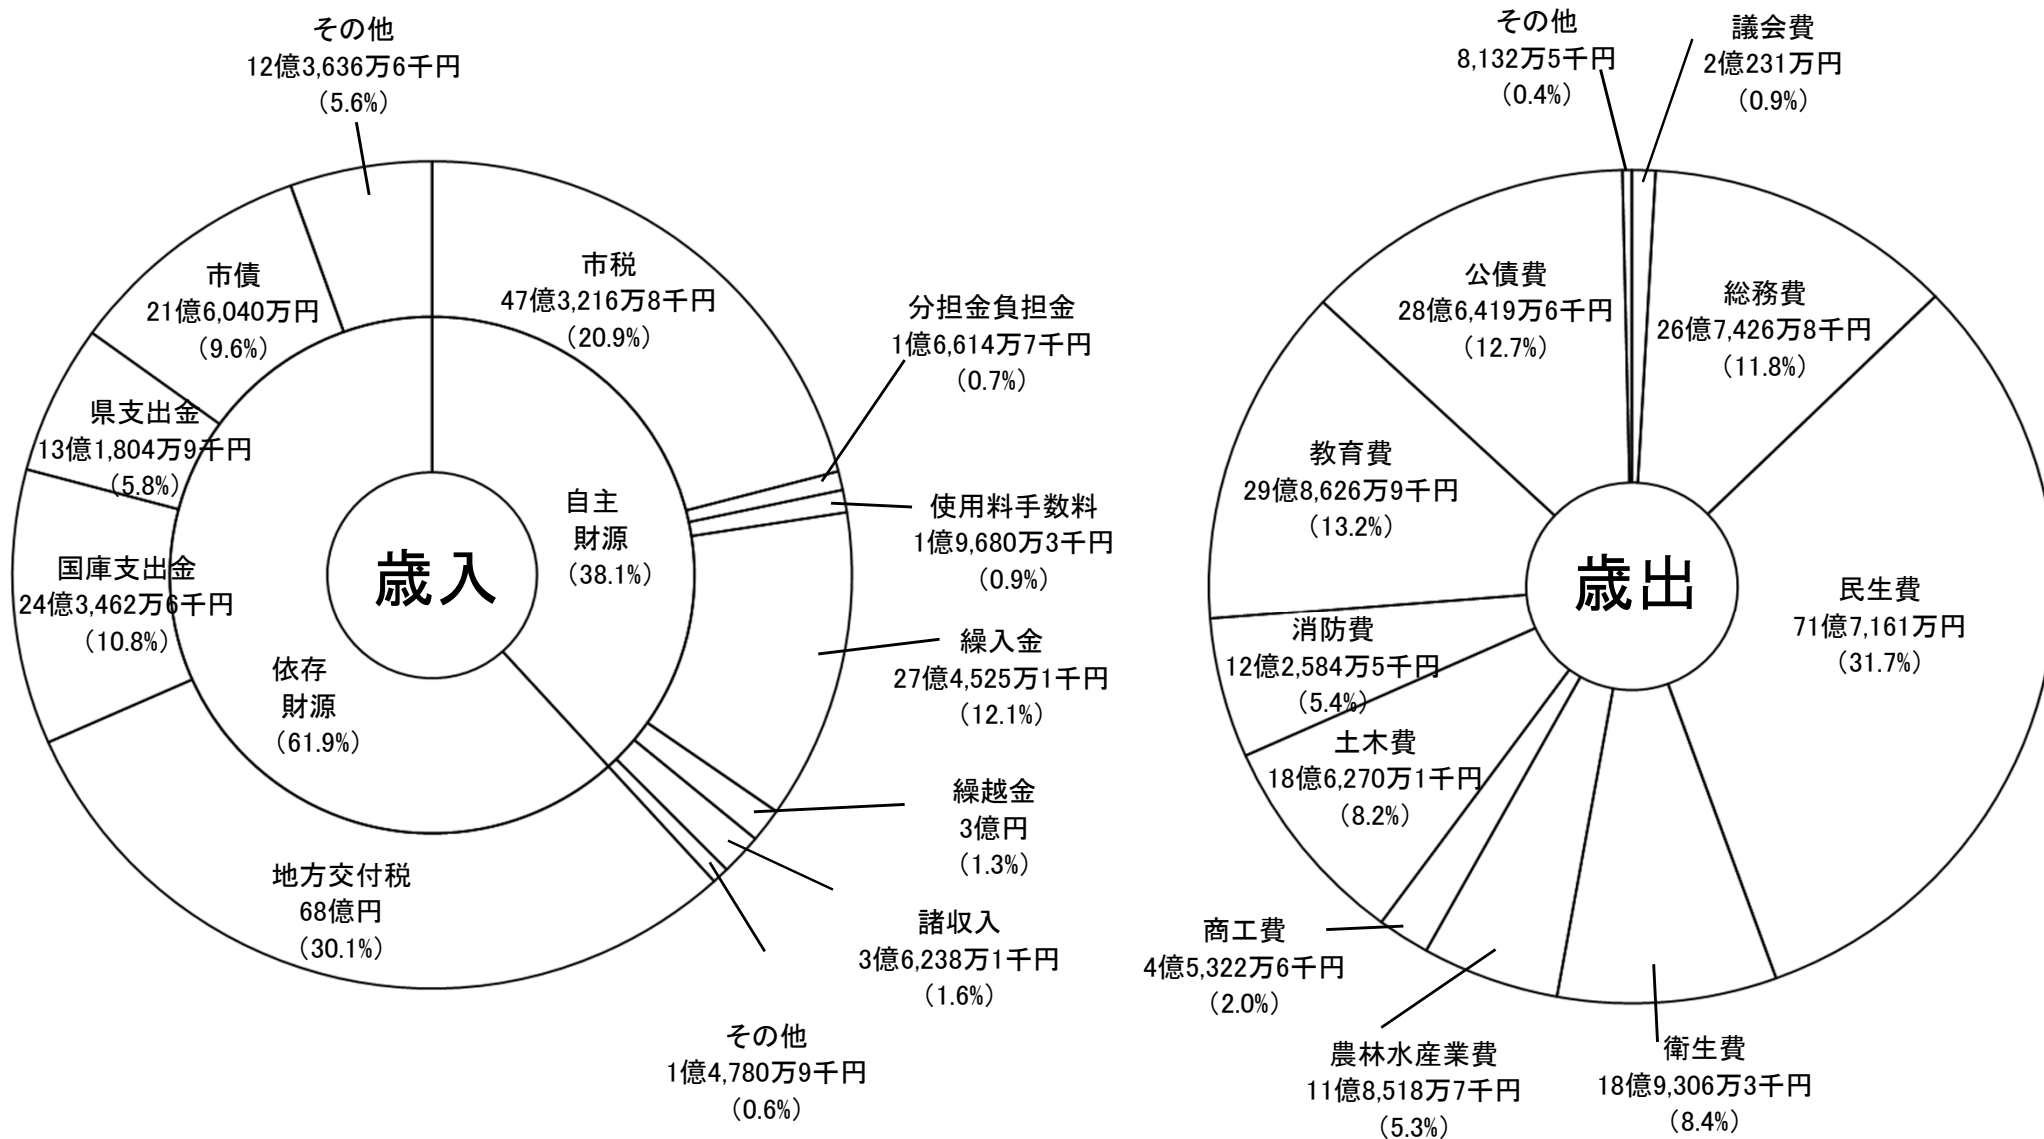 その他
12億3,636万6千円
（5.6%）
市税
47億3,216万8千円
（20.9%）
分担金負担金
1億6,614万7千円
（0.7%）
使用料手数料
1億9,680万3千円
（0.9%）
繰入金
27億4,525万1千円
（12.1%）
繰越金
3億円
（1.3%）
諸収入
3億6,238万1千円
（1.6%）
その他
1億4,780万9千円
（0.6%）
地方交付税
68億円
（30.1%）
国庫支出金
24億3,462万6千円
（10.8%）
県支出金
13億1,804万9千円
（5.8%）
市債
21億6,040万円
（9.6%）
自主
財源
（38.1%）
依存
財源
（61.9%）
歳入
その他
8,132万5千円
（0.4%）
議会費
2億231万円
（0.9%）
総務費
26億7,426万8千円
（11.8%）
民生費
71億7,161万円
（31.7%）
衛生費
18億9,306万3千円
（8.4%）
農林水産業費
11億8,518万7千円
（5.3%）
商工費
4億5,322万6千円
（2.0%）
土木費
18億6,270万1千円
（8.2%）
消防費
12億2,584万5千円
（5.4%）
教育費
29億8,626万9千円
（13.2%）
公債費
28億6,419万6千円
（12.7%）
歳出